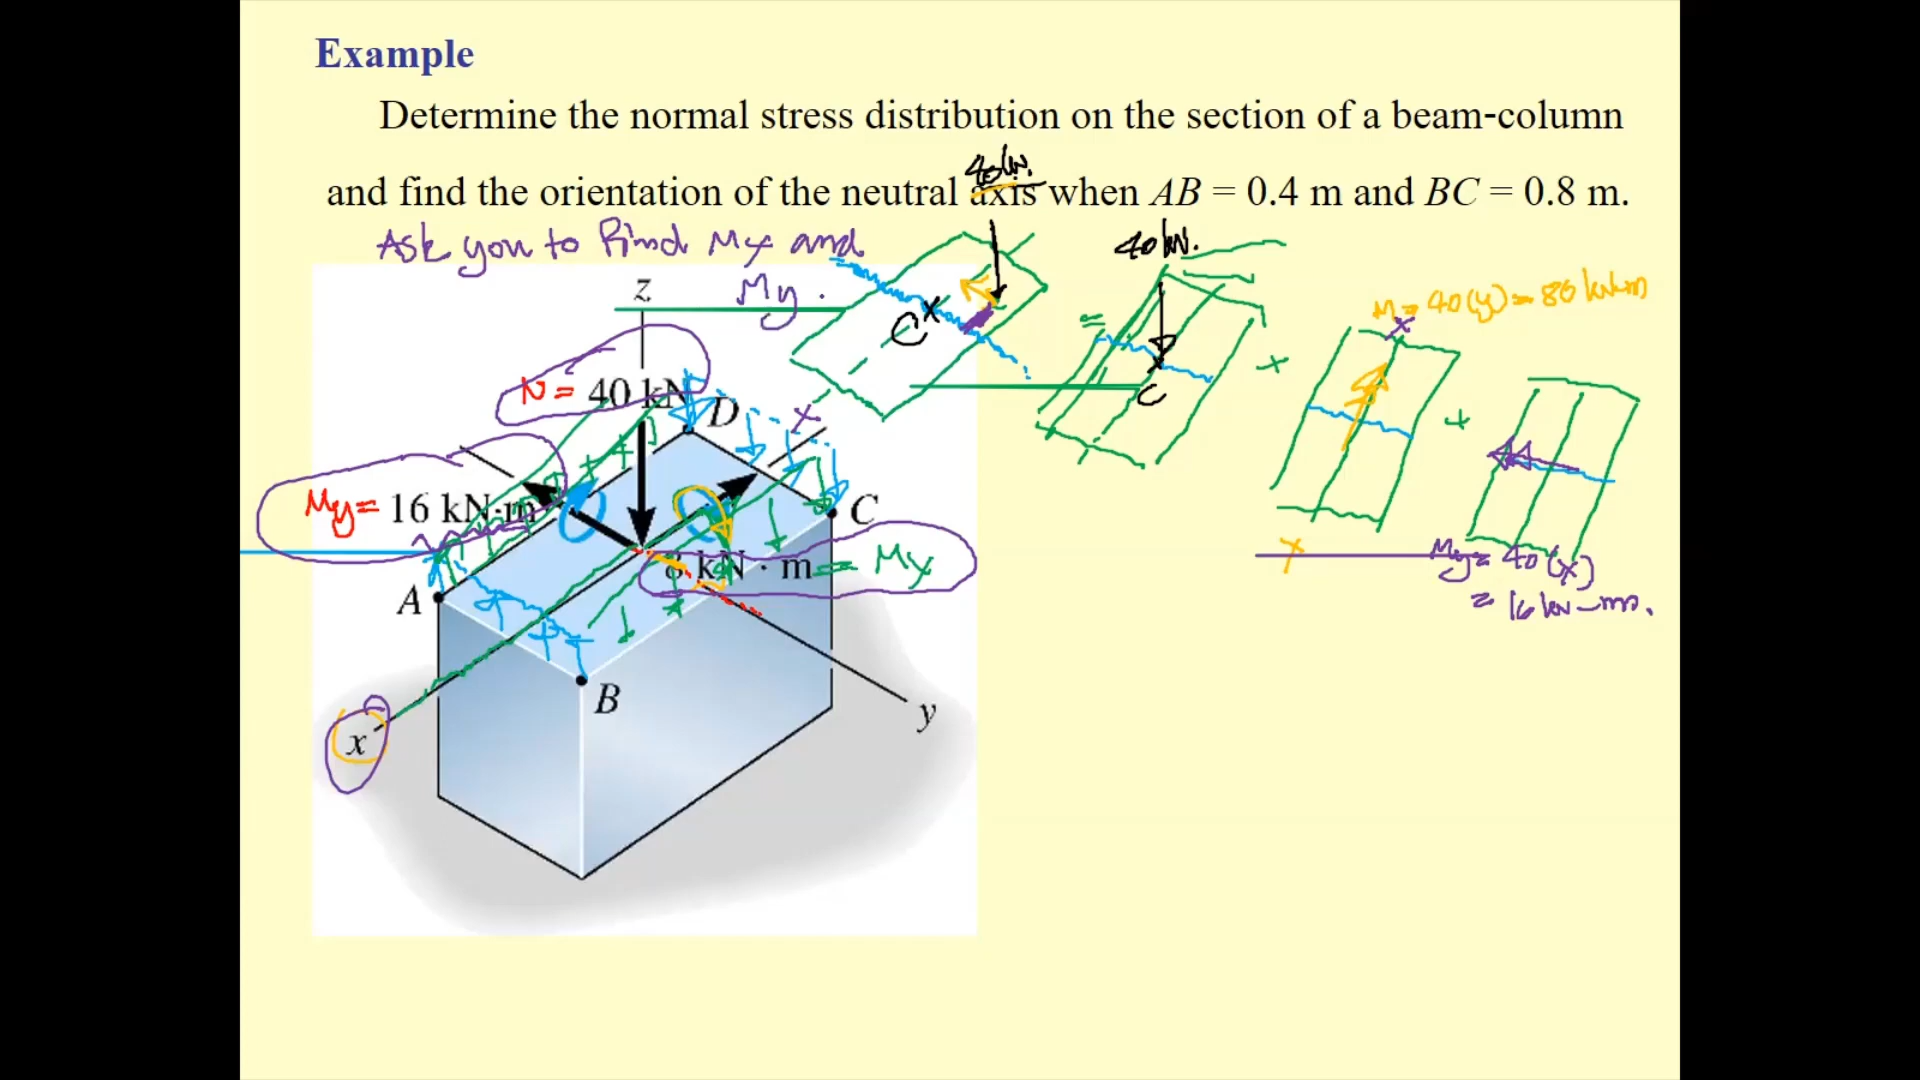 Example
Determine the normal stress distribution on the section of a beam-column
and find the orientation of the neutral axis when AB = 0.4 m and BC = 0.8 m.
40 kN.
Ask you to find Mx and
My.
40 kN.
z
N = 40 kN
D
C
C
M = 40(y) = 80 kN-m
x
My = 16 kN·m
C
8 kN · m = Mx
A
B
x
y
My = 40(x)
= 16 kN-m.